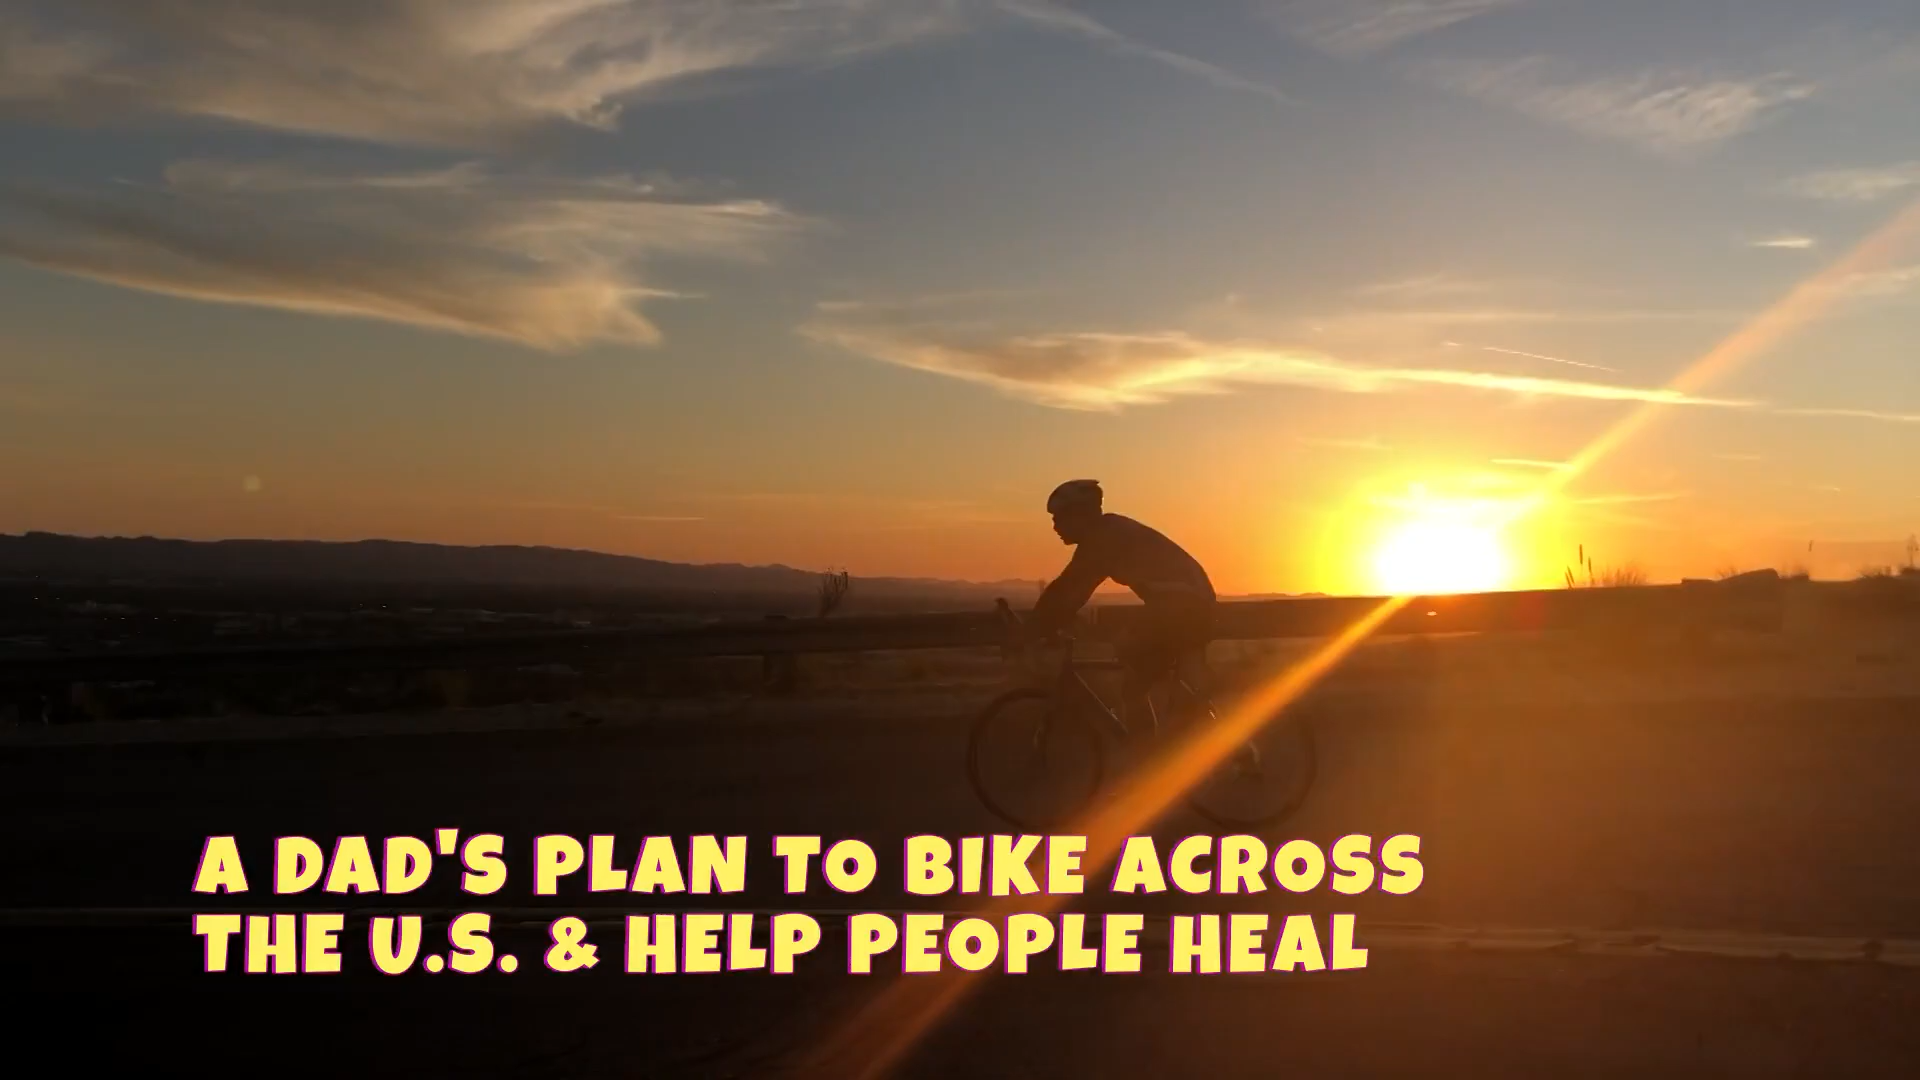 A DAD'S PLAN TO BIKE ACROSS
THE U.S. & HELP PEOPLE HEAL